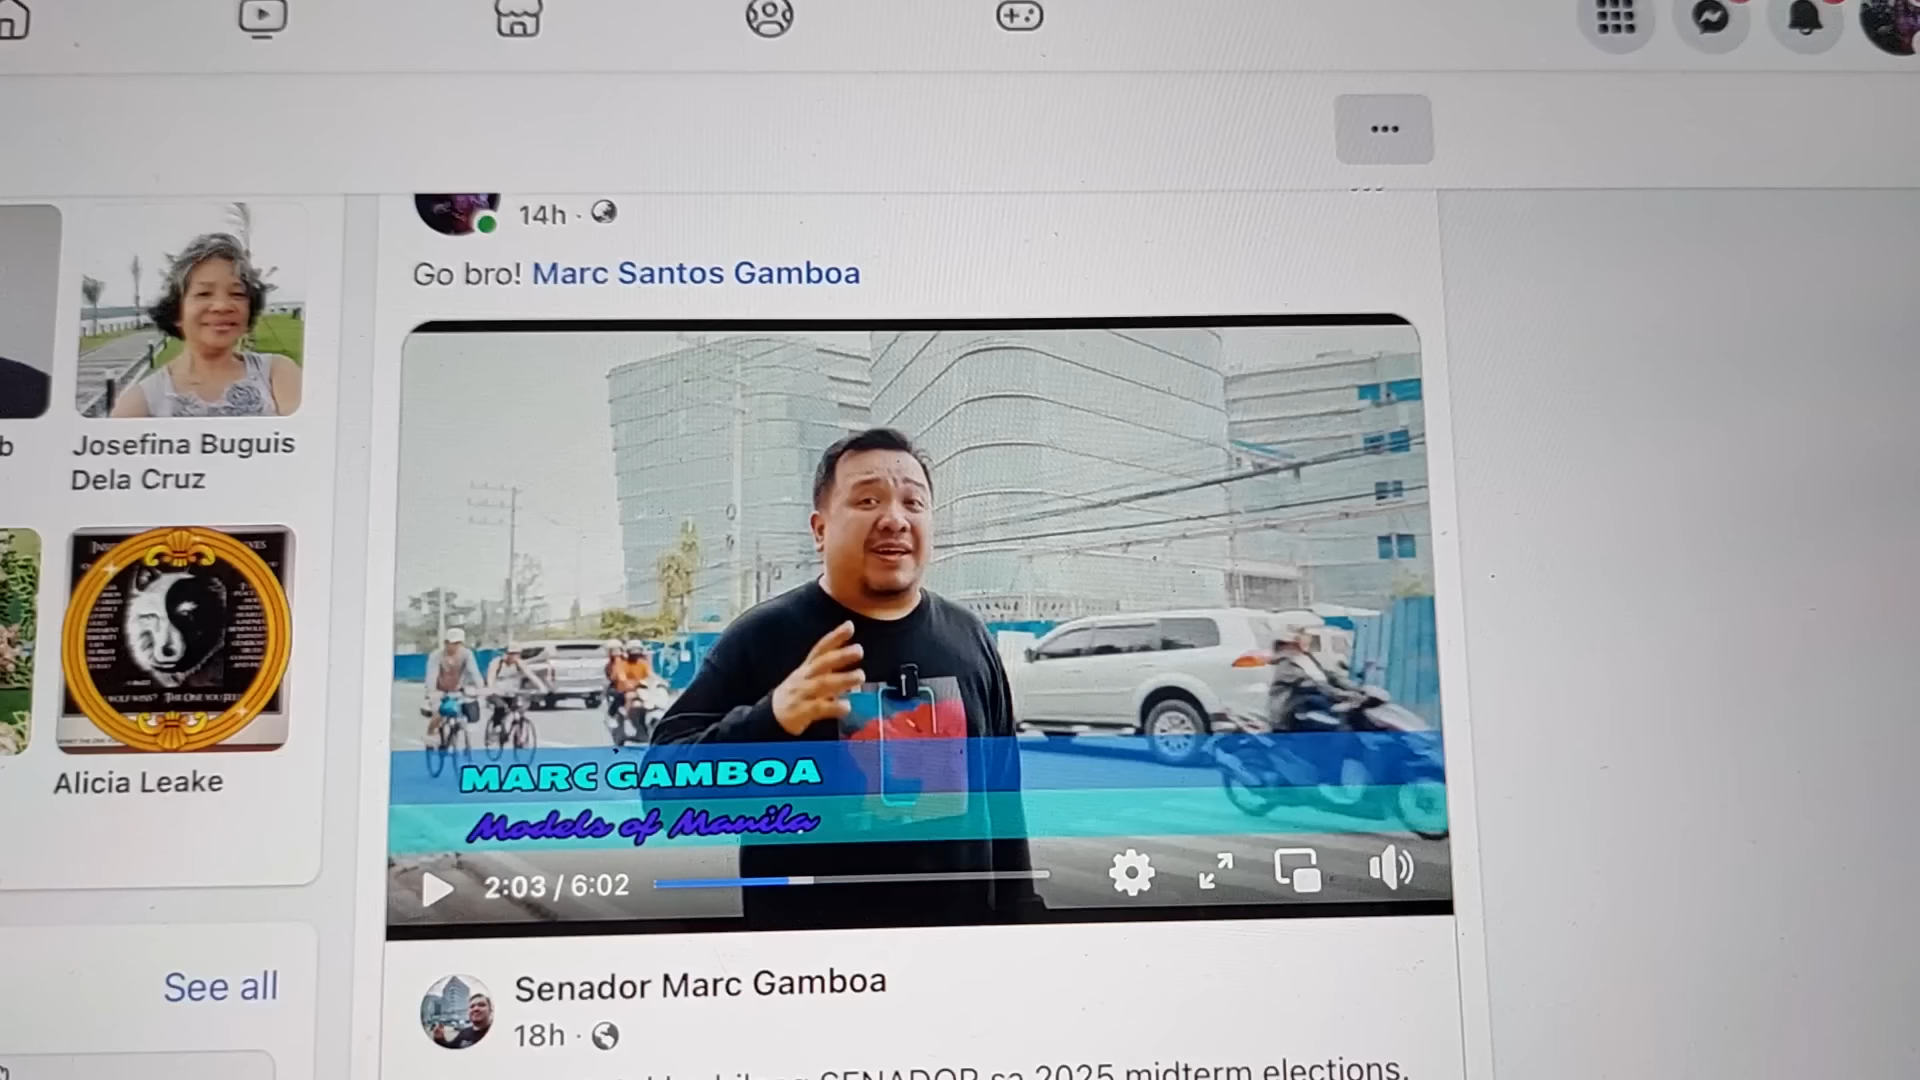 14h ·
Go bro! Marc Santos Gamboa
b
Josefina Buguis
Dela Cruz
Alicia Leake
MARC GAMBOA
Models of Manila
2:03 / 6:02
See all
Senador Marc Gamboa
18h ·
SENADOR sa 2025 midterm elections.